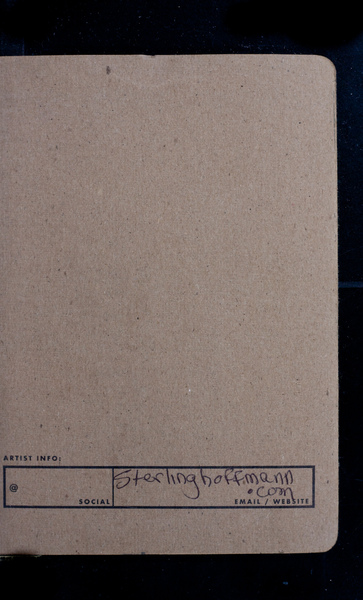 ARTIST INFO:
@
SOCIAL
Sterlinghoffmann
.com
EMAIL / WEBSITE